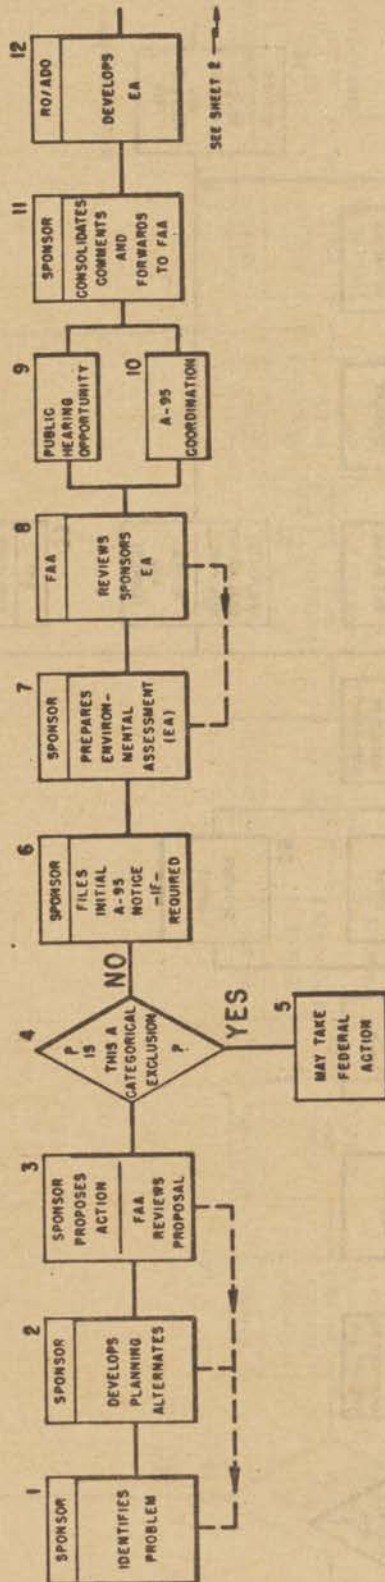 1
SPONSOR
IDENTIFIES
PROBLEM
2
SPONSOR
DEVELOPS
PLANNING
ALTERNATES
3
SPONSOR
PROPOSES
ACTION
FAA
REVIEWS
PROPOSAL
4
?
IS
THIS A
CATEGORICAL
EXCLUSION
?
NO
YES
5
MAY TAKE
FEDERAL
ACTION
6
SPONSOR
FILES
INITIAL
A-95
NOTICE
-IF-
REQUIRED
7
SPONSOR
PREPARES
ENVIRON-
MENTAL
ASSESSMENT
(EA)
8
FAA
REVIEWS
SPONSORS
EA
9
PUBLIC
HEARING
OPPORTUNITY
10
A-95
COORDINATION
11
SPONSOR
CONSOLIDATES
COMMENTS
AND
FORWARDS
TO FAA
12
RO/ADO
DEVELOPS
EA
SEE SHEET 2